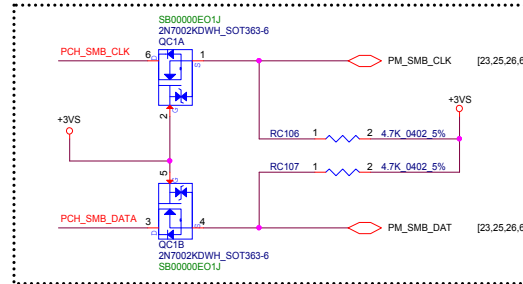 SB00000EO1J
2N7002KDWH_SOT363-6
QC1A
PCH_SMB_CLK
6
D
S
1
PM_SMB_CLK
[23,25,26,6
G
2
+3VS
+3VS
RC106
1
2
4.7K_0402_5%
RC107
1
2
4.7K_0402_5%
5
G
PCH_SMB_DATA
3
D
S
4
PM_SMB_DAT
[23,25,26,6
QC1B
2N7002KDWH_SOT363-6
SB00000EO1J